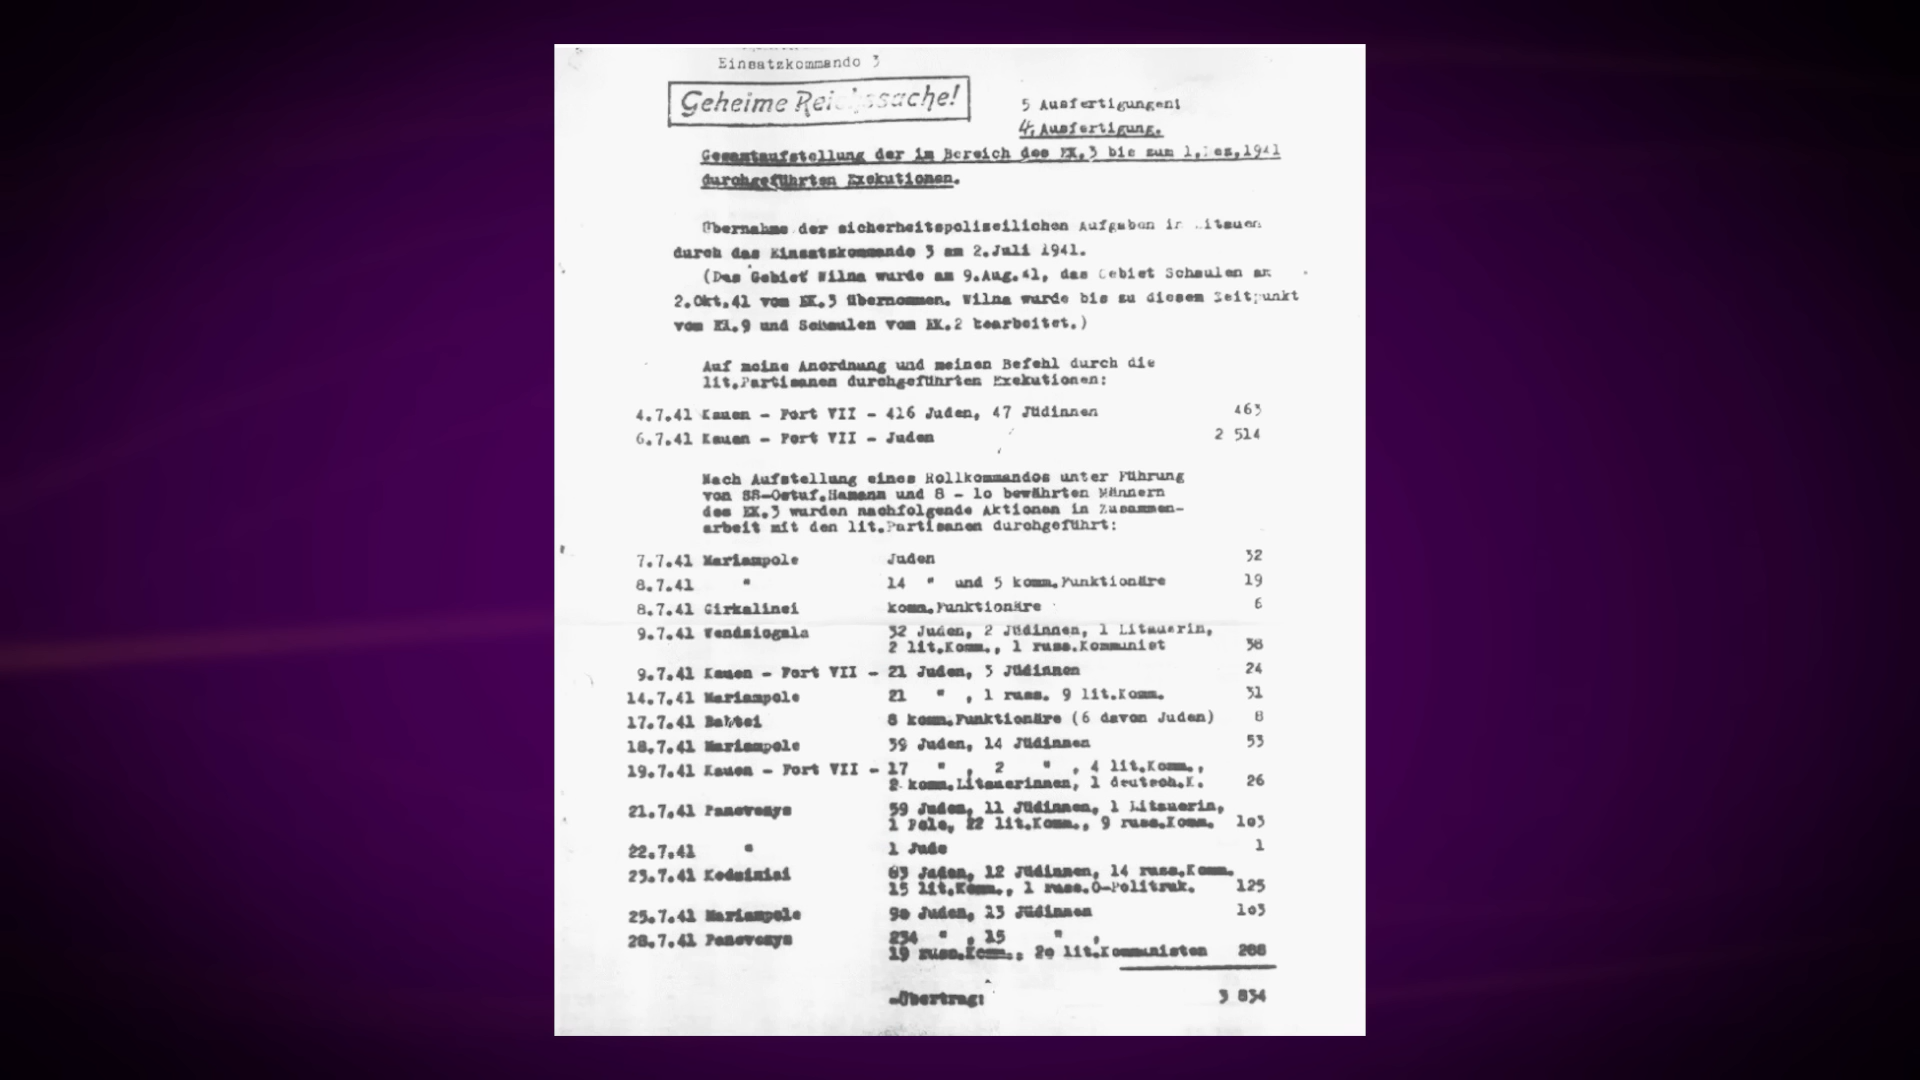 Einsatzkommando 3
Geheime Reichssache!
5 Ausfertigungen!
4. Ausfertigung.
Gesamtaufstellung der im Bereich des EK.3 bis zum 1.Dez.1941
durchgeführten Exekutionen.
Übernahme der sicherheitspolizeilichen Aufgaben in Litauen
durch das Einsatzkommando 3 am 2.Juli 1941.
(Das Gebiet Wilna wurde am 9.Aug.41, das Gebiet Schaulen am
2.Okt.41 vom EK.3 übernommen. Wilna wurde bis zu diesem Zeitpunkt
vom EK.9 und Schaulen vom EK.2 bearbeitet.)
Auf meine Anordnung und meinen Befehl durch die
lit.Partisanen durchgeführten Exekutionen:
4.7.41 Kauen - Fort VII - 416 Juden, 47 Jüdinnen 463
6.7.41 Kauen - Fort VII - Juden 2 514
Nach Aufstellung eines Rollkommandos unter Führung
von SS-Ostuf.Hamann und 8 - 1o bewährten Männern
des EK.3 wurden nachfolgende Aktionen in Zusammen-
arbeit mit den lit.Partisanen durchgeführt:
7.7.41 Mariampole Juden 32
8.7.41 " 14 " und 5 komm.Funktionäre 19
8.7.41 Girkalinei komm.Funktionäre 6
9.7.41 Wendziogala 32 Juden, 2 Jüdinnen, 1 Litauerin,
2 lit.Komm., 1 russ.Kommunist 38
9.7.41 Kauen - Fort VII - 21 Juden, 3 Jüdinnen 24
14.7.41 Mariampole 21 " , 1 russ. 9 lit.Komm. 31
17.7.41 Babtei 8 komm.Funktionäre (6 davon Juden) 8
18.7.41 Mariampole 39 Juden, 14 Jüdinnen 53
19.7.41 Kauen - Fort VII - 17 " , 2 " , 4 lit.Komm.,
2 komm.Litauerinnen, 1 deutsch.K. 26
21.7.41 Panevezys 59 Juden, 11 Jüdinnen, 1 Litauerin,
1 Pole, 22 lit.Komm., 9 russ.Komm. 1o3
22.7.41 " 1 Jude 1
23.7.41 Kedainiai 83 Juden, 12 Jüdinnen, 14 russ.Komm.
15 lit.Komm., 1 russ.O-Politruk. 125
25.7.41 Mariampole 9o Juden, 13 Jüdinnen 1o3
28.7.41 Panevezys 234 " , 15 " ,
19 russ.Komm., 2o lit.Kommunisten 288
-Übertrag: 3 834